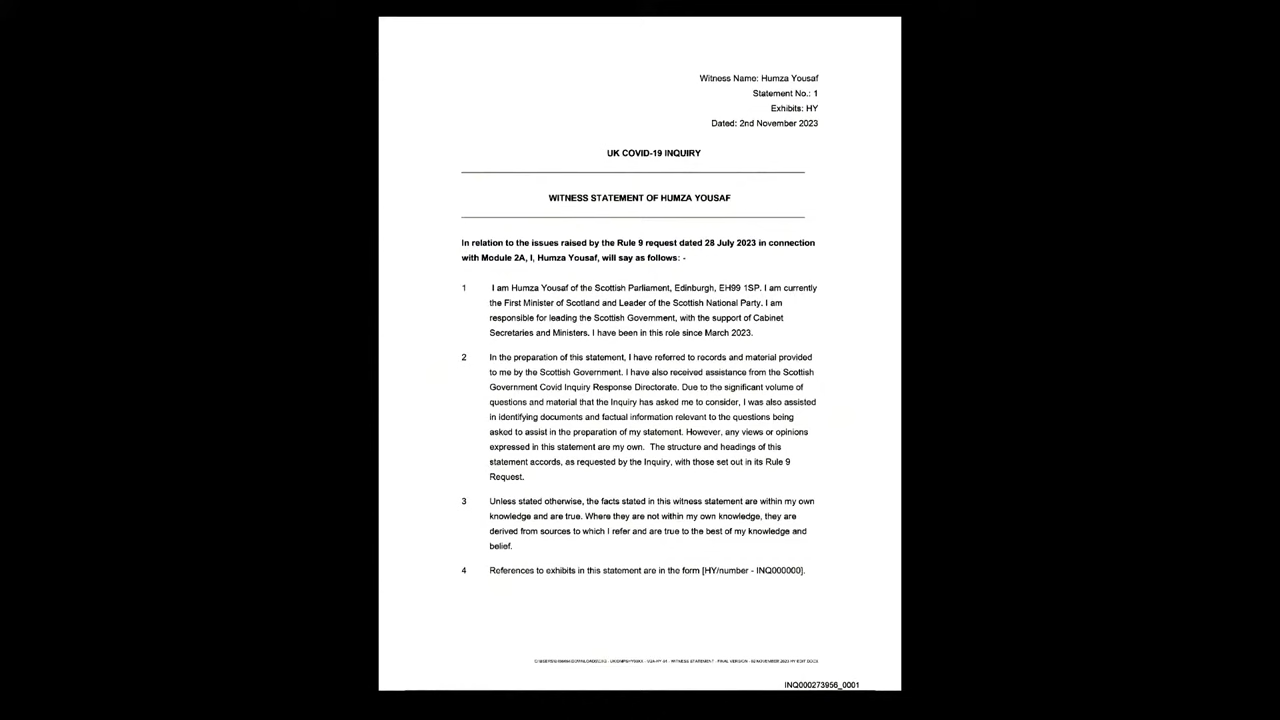 Witness Name: Humza Yousaf
Statement No.: 1
Exhibits: HY
Dated: 2nd November 2023
UK COVID-19 INQUIRY
WITNESS STATEMENT OF HUMZA YOUSAF
In relation to the issues raised by the Rule 9 request dated 28 July 2023 in connection
with Module 2A, I, Humza Yousaf, will say as follows: -
1 I am Humza Yousaf of the Scottish Parliament, Edinburgh, EH99 1SP. I am currently
the First Minister of Scotland and Leader of the Scottish National Party. I am
responsible for leading the Scottish Government, with the support of Cabinet
Secretaries and Ministers. I have been in this role since March 2023.
2 In the preparation of this statement, I have referred to records and material provided
to me by the Scottish Government. I have also received assistance from the Scottish
Government Covid Inquiry Response Directorate. Due to the significant volume of
questions and material that the Inquiry has asked me to consider, I was also assisted
in identifying documents and factual information relevant to the questions being
asked to assist in the preparation of my statement. However, any views or opinions
expressed in this statement are my own. The structure and headings of this
statement accords, as requested by the Inquiry, with those set out in its Rule 9
Request.
3 Unless stated otherwise, the facts stated in this witness statement are within my own
knowledge and are true. Where they are not within my own knowledge, they are
derived from sources to which I refer and are true to the best of my knowledge and
belief.
4 References to exhibits in this statement are in the form [HY/number - INQ000000].
WITNESS STATEMENT - FINAL VERSION - 02 NOVEMBER 2023 HY EDIT.DOCX
INQ000273956_0001